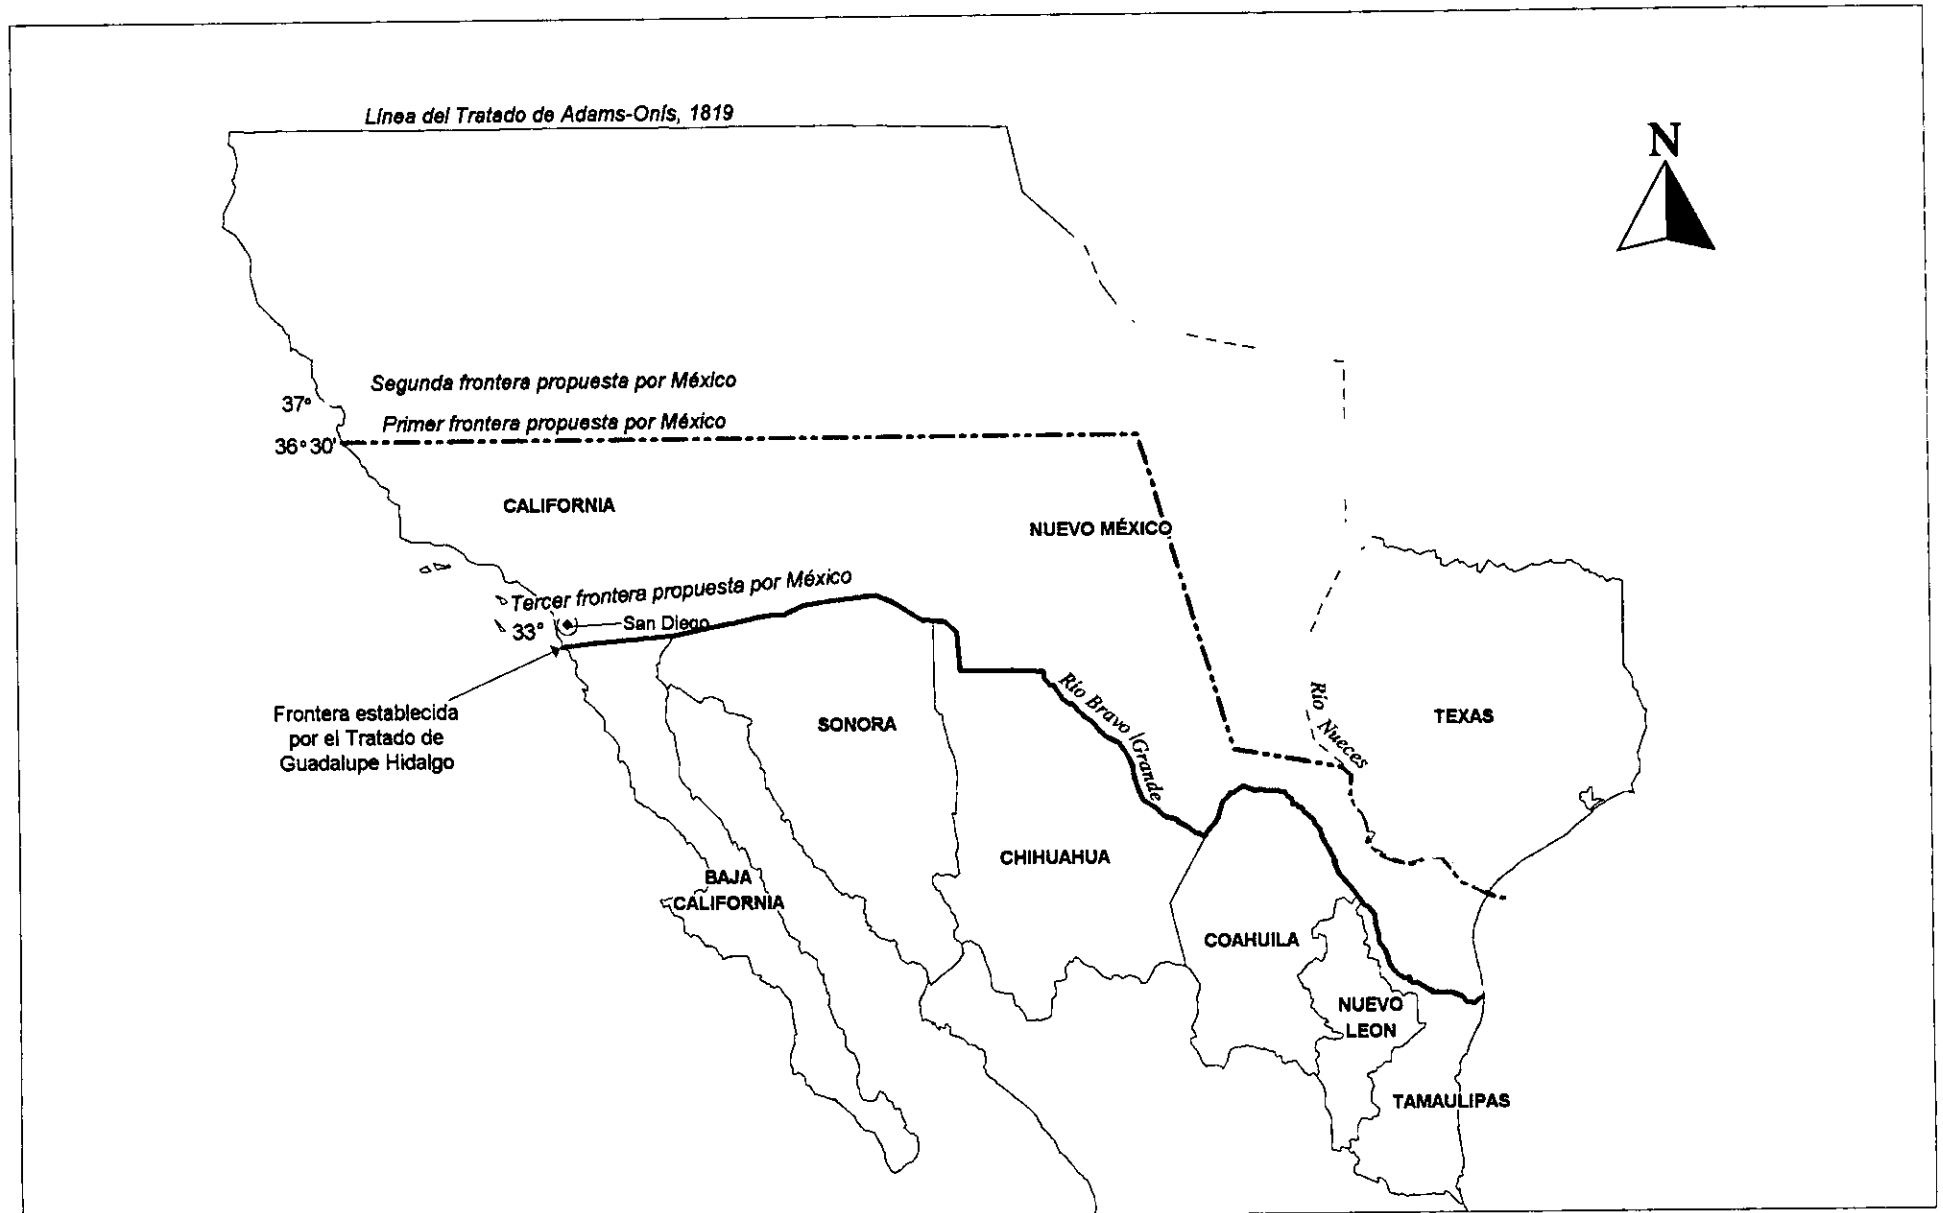 Línea del Tratado de Adams-Onís, 1819
N
Segunda frontera propuesta por México
37°
Primer frontera propuesta por México
36° 30'
CALIFORNIA
NUEVO MÉXICO
Tercer frontera propuesta por México
33°
San Diego
Río Bravo /Grande
Río Nueces
TEXAS
Frontera establecida
por el Tratado de
Guadalupe Hidalgo
SONORA
CHIHUAHUA
BAJA
CALIFORNIA
COAHUILA
NUEVO
LEON
TAMAULIPAS